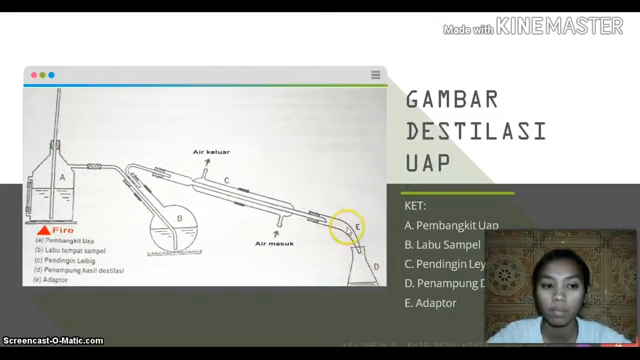 Made with KINEMASTER
GAMBAR
DESTILASI
UAP
Air keluar
A
C
B
E
D
Air masuk
Fire
(a) Pembangkit Uap
(b) Labu tempat sampel
(c) Pendingin Leibig
(d) Penampung hasil destilasi
(e) Adaptor
KET:
A. Pembangkit Uap
B. Labu Sampel
C. Pendingin Ley
D. Penampung D
E. Adaptor
Screencast-O-Matic.com